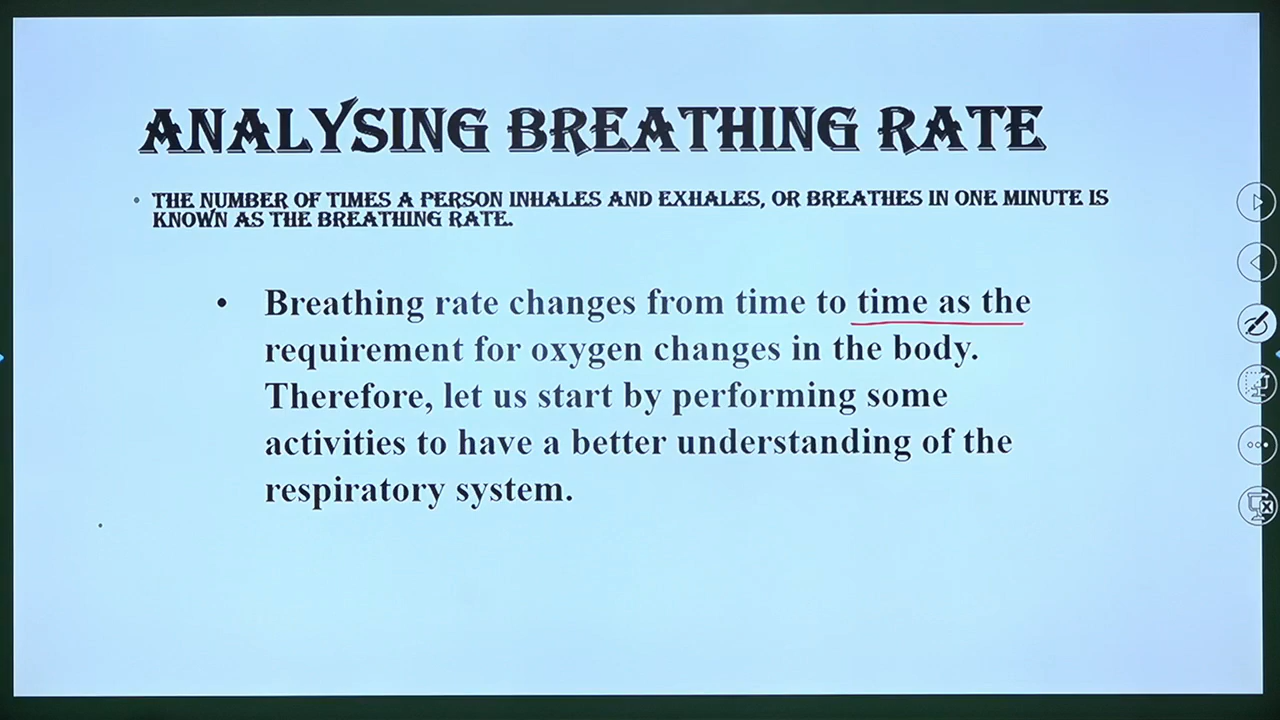 ANALYSING BREATHING RATE
• THE NUMBER OF TIMES A PERSON INHALES AND EXHALES, OR BREATHES IN ONE MINUTE IS
KNOWN AS THE BREATHING RATE.
• Breathing rate changes from time to time as the
requirement for oxygen changes in the body.
Therefore, let us start by performing some
activities to have a better understanding of the
respiratory system.